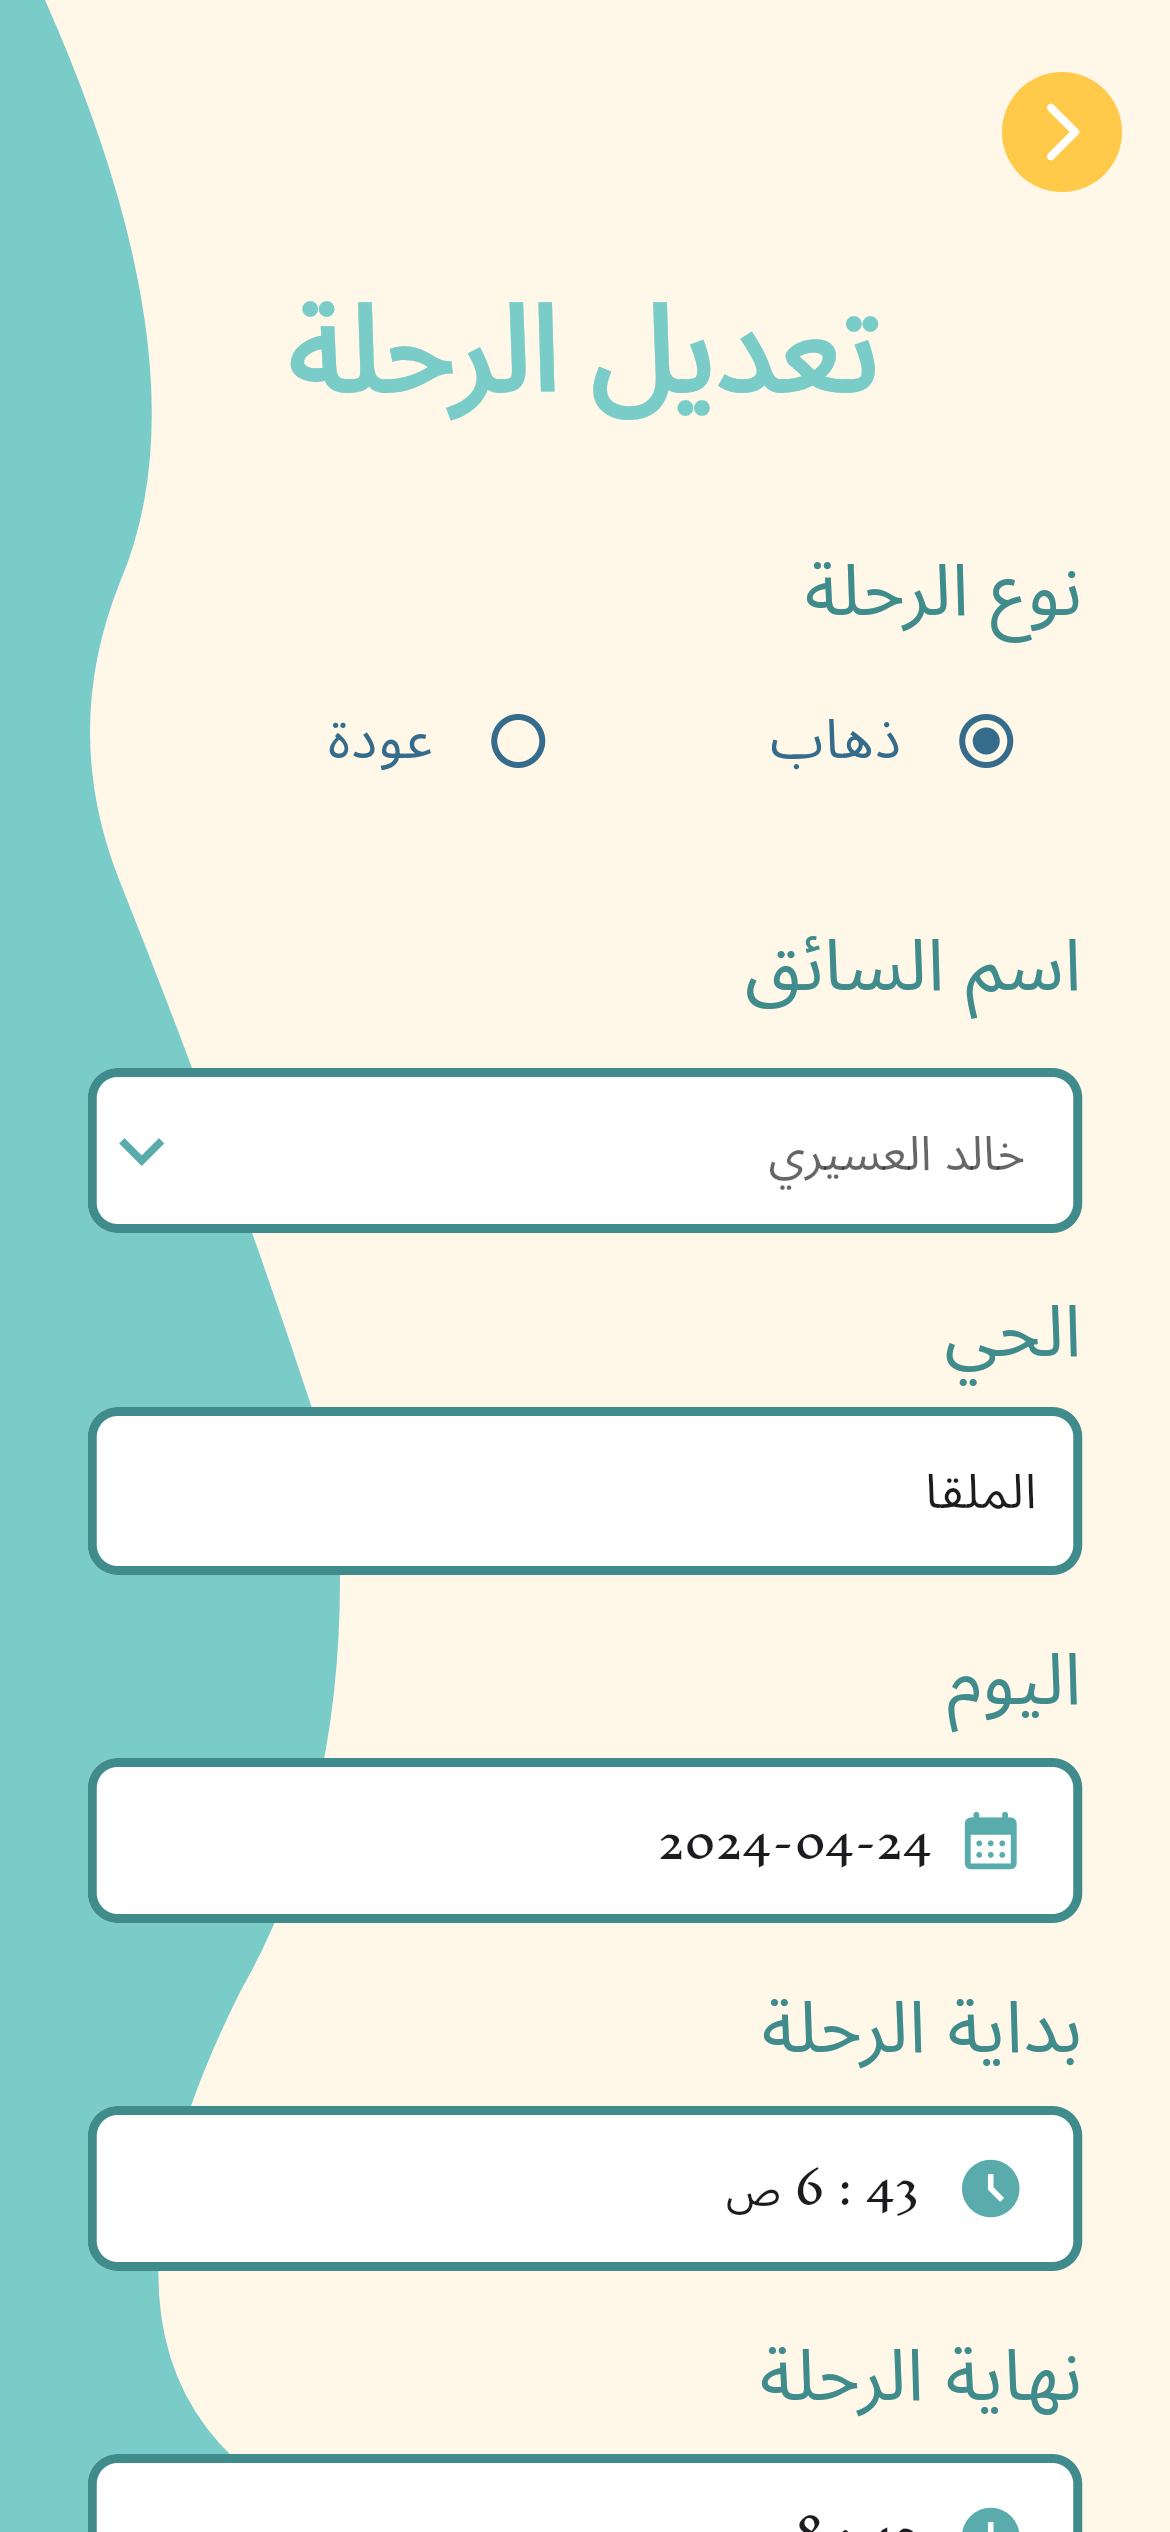 تعديل الرحلة
نوع الرحلة
ذهاب
عودة
اسم السائق
خالد العسيري
الحي
الملقا
اليوم
2024-04-24
بداية الرحلة
43 : 6 ص
نهاية الرحلة